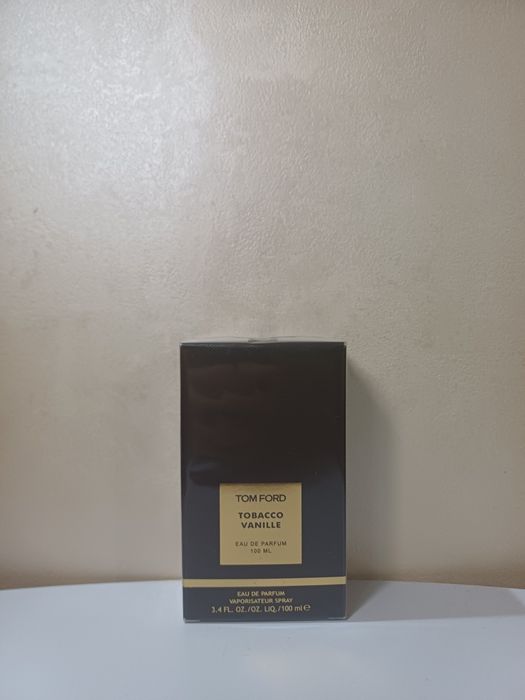 TOM FORD
TOBACCO
VANILLE
EAU DE PARFUM
100 ML
EAU DE PARFUM
VAPORISATEUR SPRAY
3.4 FL. OZ./OZ. LIQ./100 ml ℮